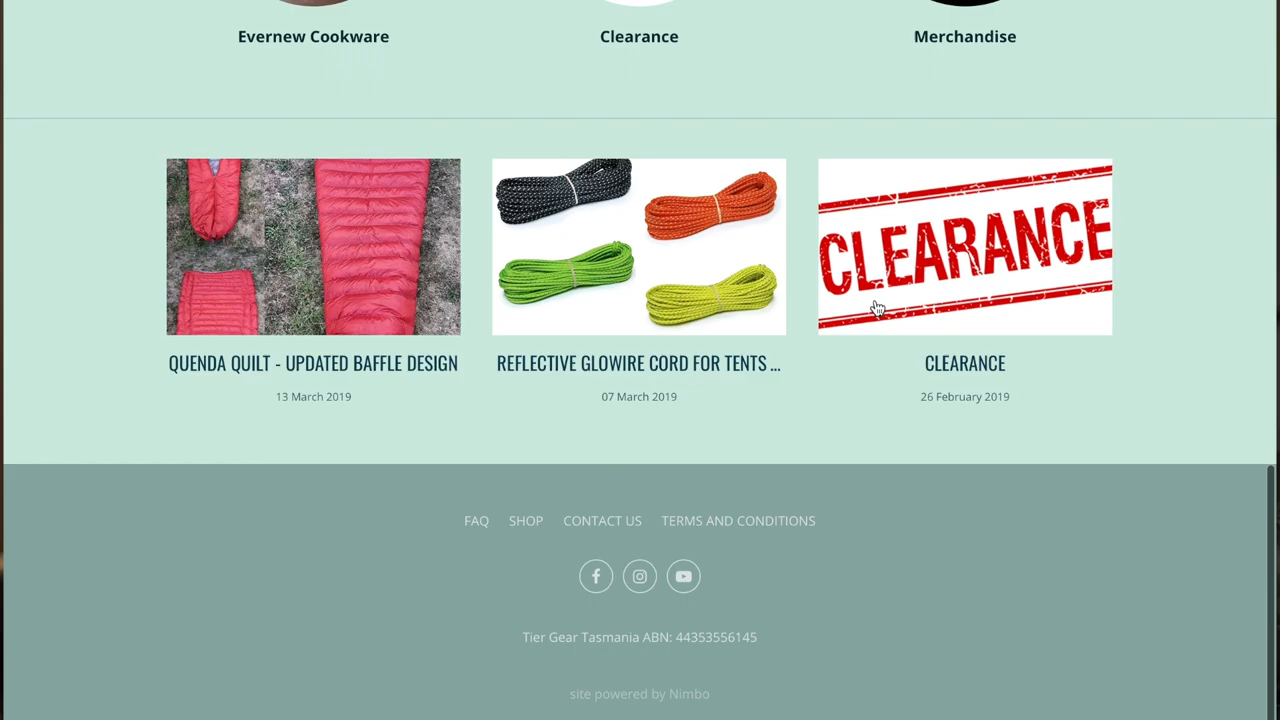 Evernew Cookware
Clearance
Merchandise
CLEARANCE
QUENDA QUILT - UPDATED BAFFLE DESIGN
13 March 2019
REFLECTIVE GLOWIRE CORD FOR TENTS ...
07 March 2019
CLEARANCE
26 February 2019
FAQ SHOP CONTACT US TERMS AND CONDITIONS
Tier Gear Tasmania ABN: 44353556145
site powered by Nimbo